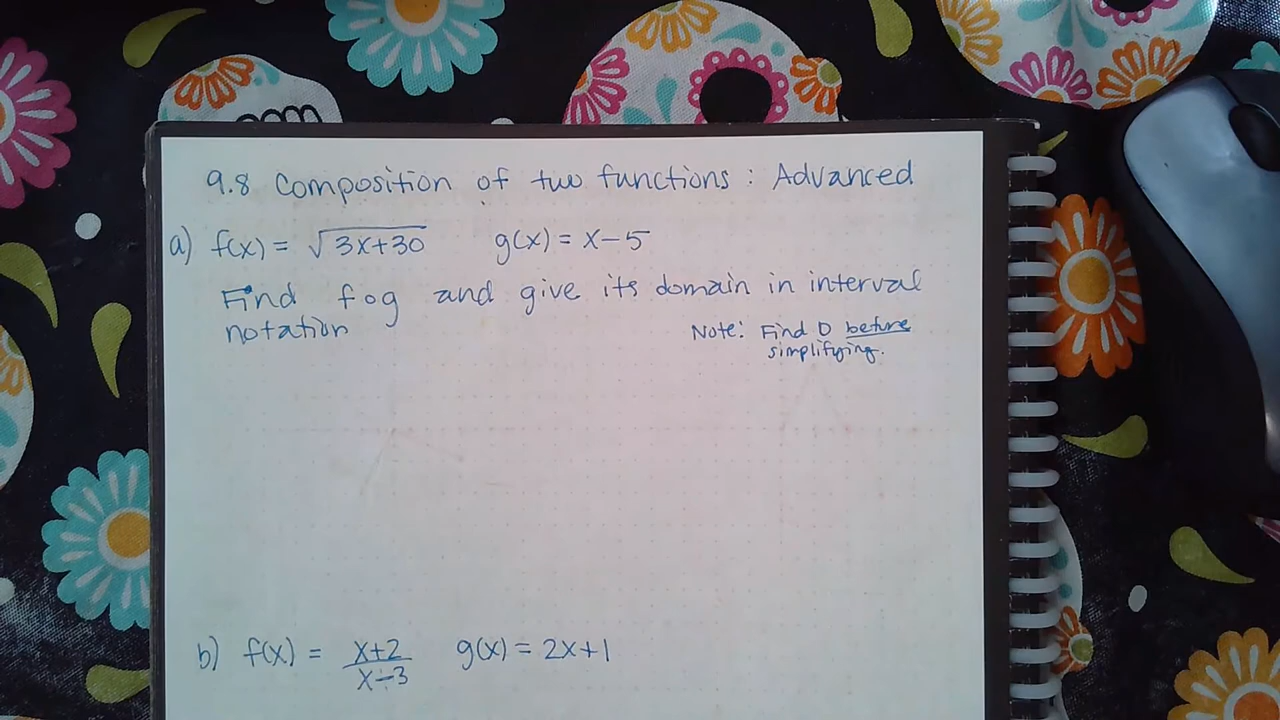 9.8 Composition of two functions : Advanced
a) f(x) = √(3x+30) g(x) = x-5
Find fog and give its domain in interval
notation
Note: Find D before
simplifying.
b) f(x) = (x+2)/(x-3) g(x) = 2x+1